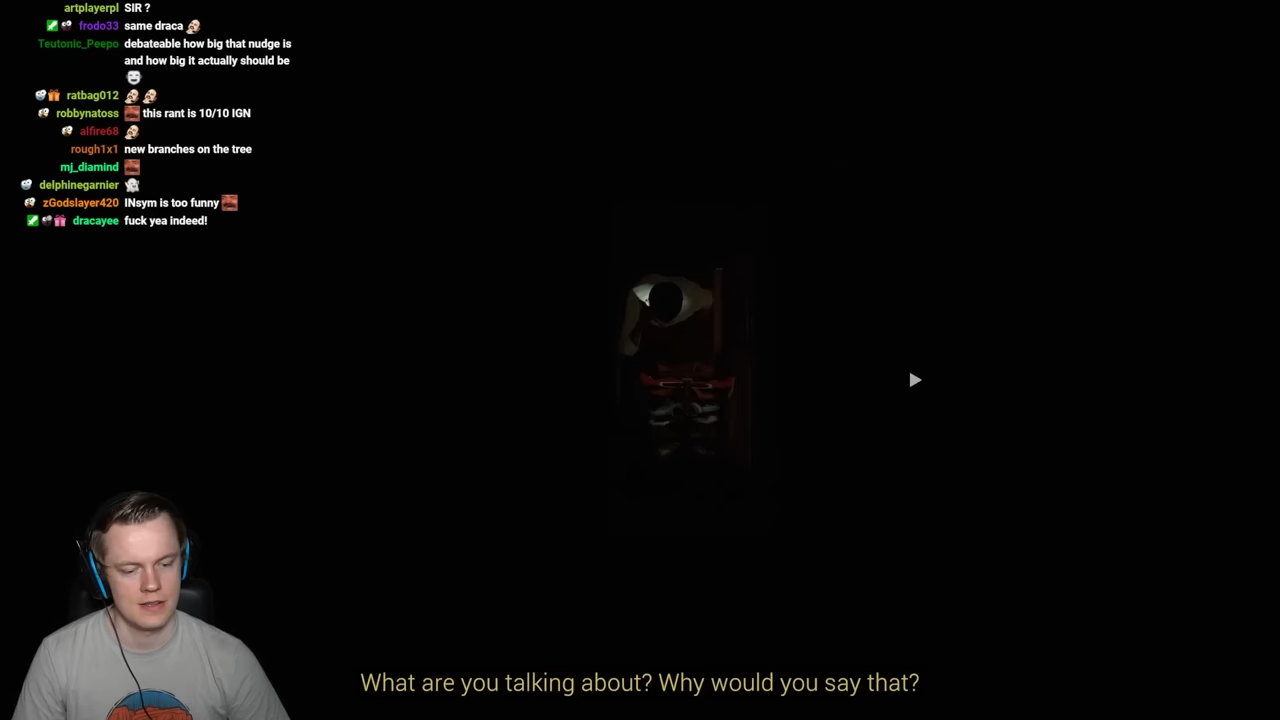 artplayerpl SIR ?
frodo33 same draca
Teutonic_Peepo debateable how big that nudge is
and how big it actually should be
ratbag012
robbynatoss this rant is 10/10 IGN
alfire68
rough1x1 new branches on the tree
mj_diamind
delphinegarnier
zGodslayer420 INsym is too funny
dracayee fuck yea indeed!
What are you talking about? Why would you say that?